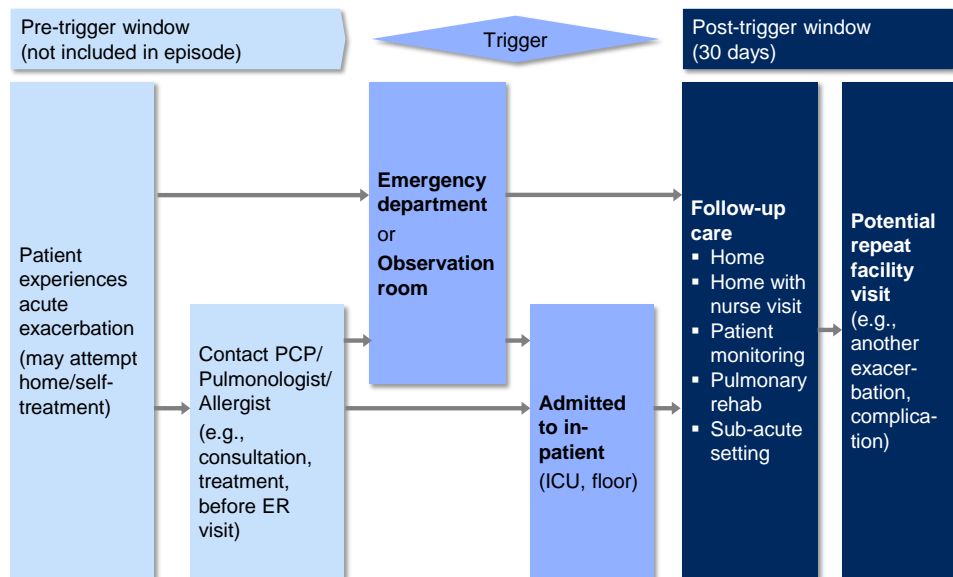 Pre-trigger window
(not included in episode)
Trigger
Post-trigger window
(30 days)
Patient
experiences
acute
exacerbation
(may attempt
home/self-
treatment)
Contact PCP/
Pulmonologist/
Allergist
(e.g.,
consultation,
treatment,
before ER
visit)
Emergency
department
or
Observation
room
Admitted
to in-
patient
(ICU, floor)
Follow-up
care
▪ Home
▪ Home with
nurse visit
▪ Patient
monitoring
▪ Pulmonary
rehab
▪ Sub-acute
setting
Potential
repeat
facility
visit
(e.g.,
another
exacer-
bation,
complica-
tion)